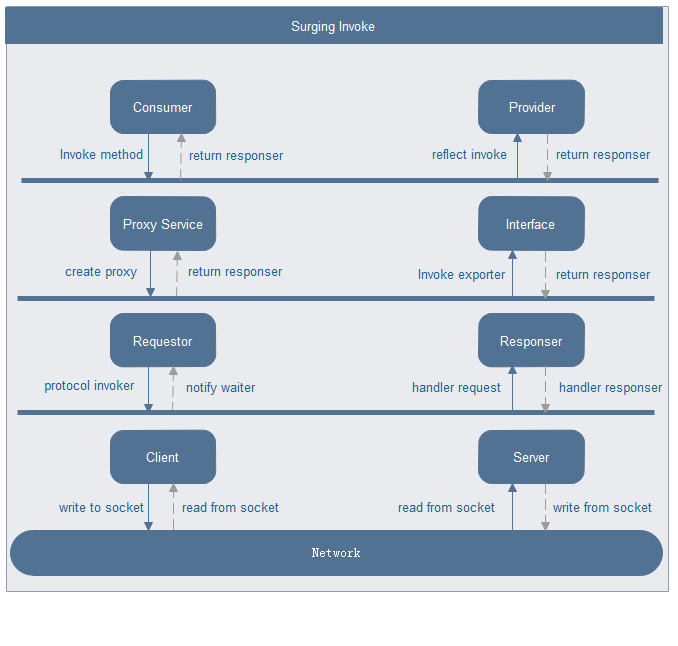 Surging Invoke
Consumer
Provider
Invoke method
return responser
reflect invoke
return responser
Proxy Service
Interface
create proxy
return responser
Invoke exporter
return responser
Requestor
Responser
protocol invoker
notify waiter
handler request
handler responser
Client
Server
write to socket
read from socket
read from socket
write from socket
Network